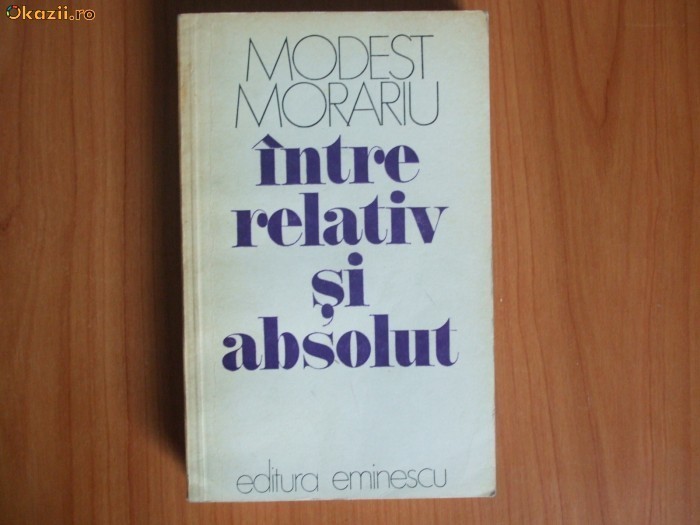 Okazii.ro
MODEST
MORARIU
între
relativ
și
absolut
editura eminescu